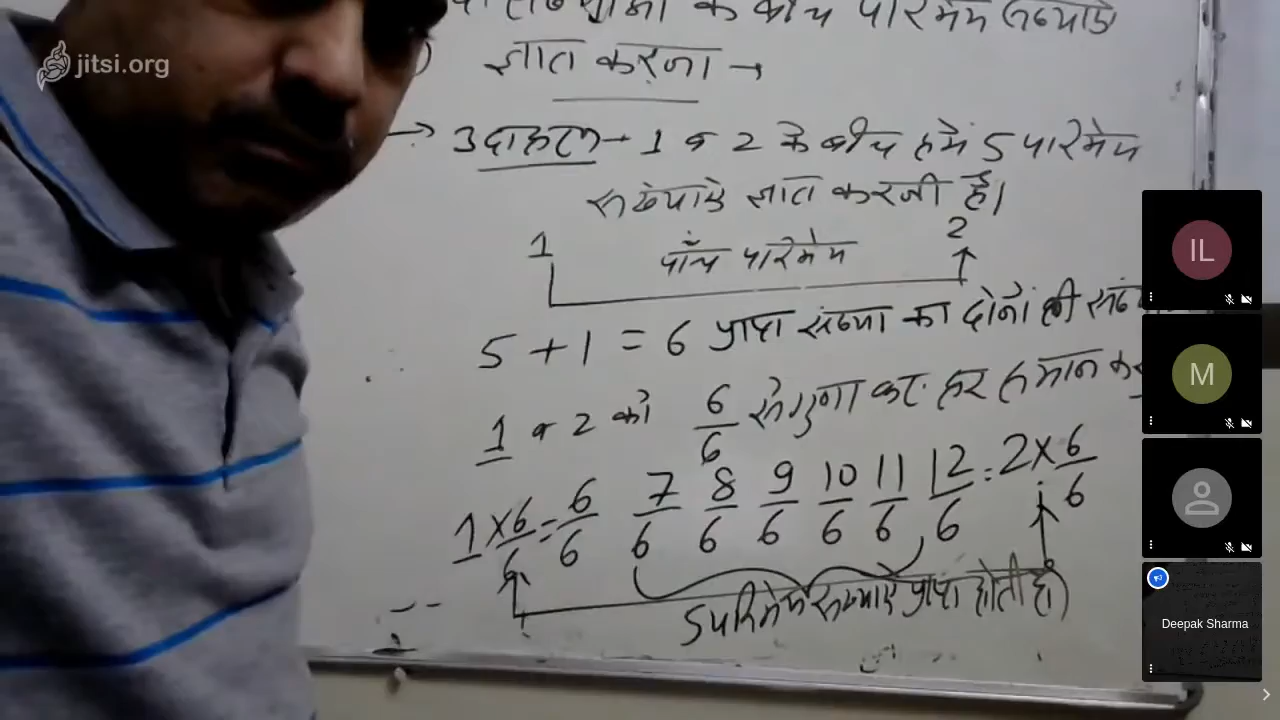 jitsi.org
के बीच परिमेय संख्याऐं
ज्ञात करना →
→ उदाहरण → 1 व 2 के बीच हमें 5 परिमेय
संख्याऐं ज्ञात करनी हैं।
1 पाँच परिमेय 2
5 + 1 = 6 प्राप्त संख्या का दोनों ही
1 व 2 को 6/6 से गुणा कर हर समान
1 × 6/6 = 6/6 7/6 8/6 9/6 10/6 11/6 12/6 = 2 × 6/6
5 परिमेय संख्याऐं प्राप्त होती हैं)
IL
M
Deepak Sharma